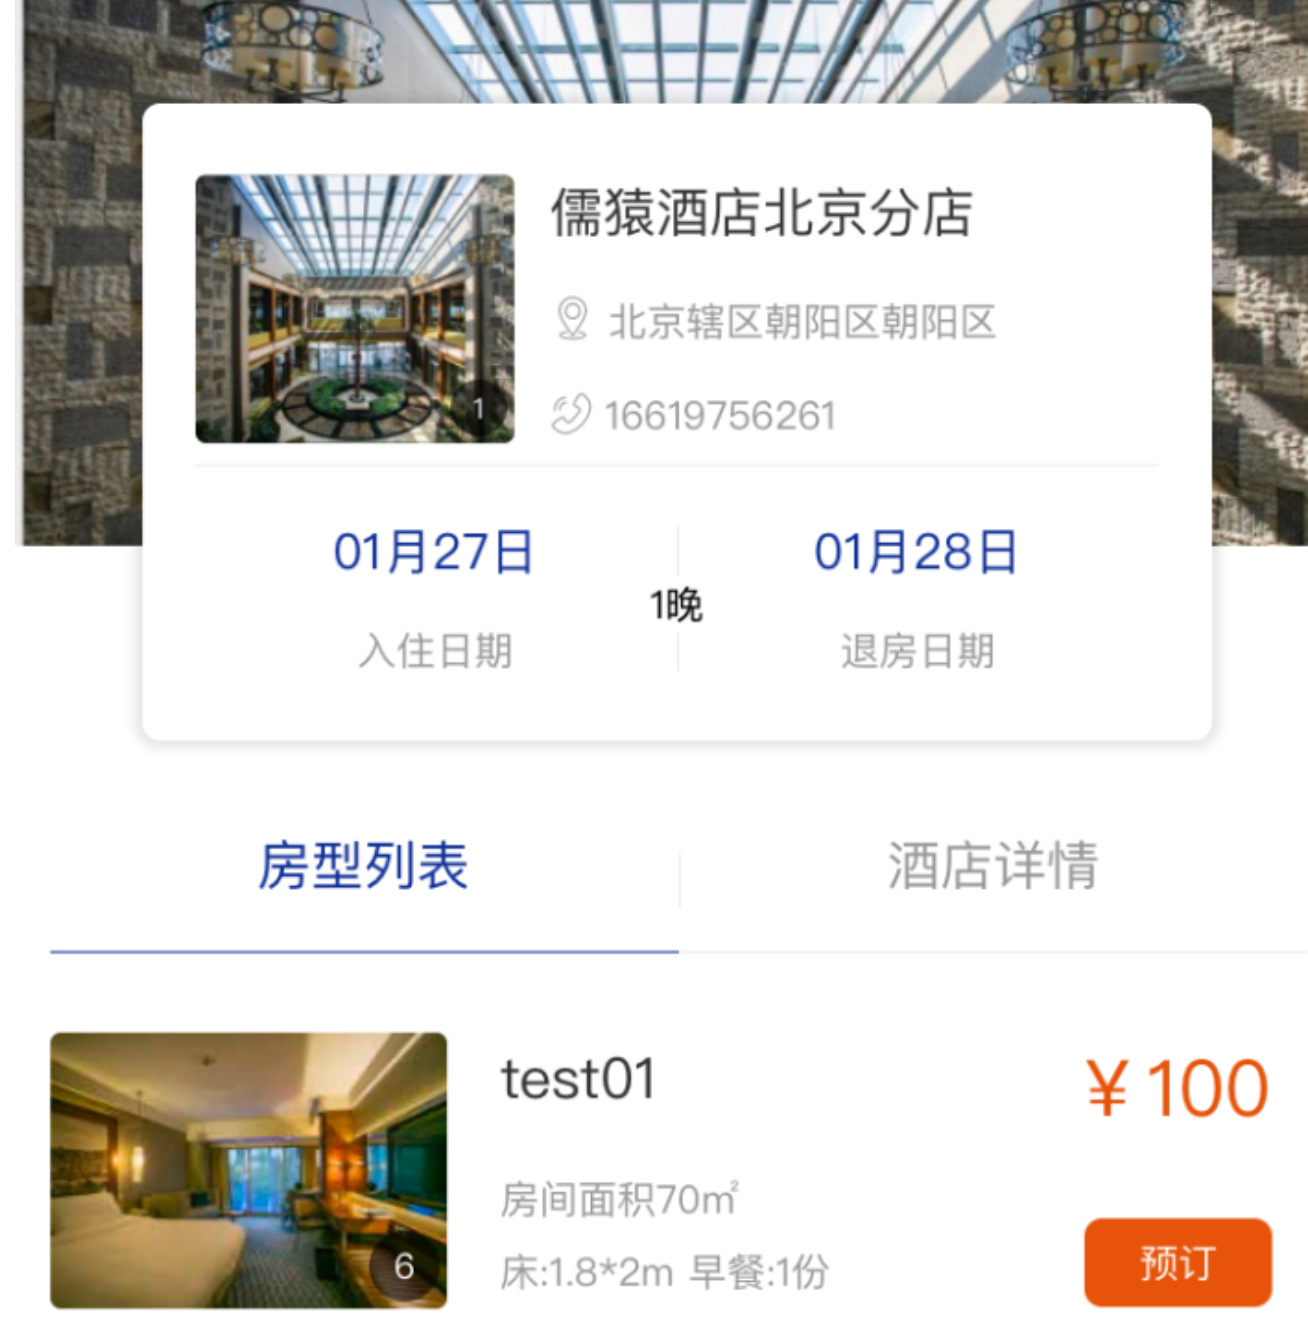 儒猿酒店北京分店
北京辖区朝阳区朝阳区
1
16619756261
01月27日
01月28日
1晚
入住日期
退房日期
房型列表
酒店详情
test01
¥100
房间面积70㎡
6
床:1.8*2m 早餐:1份
预订